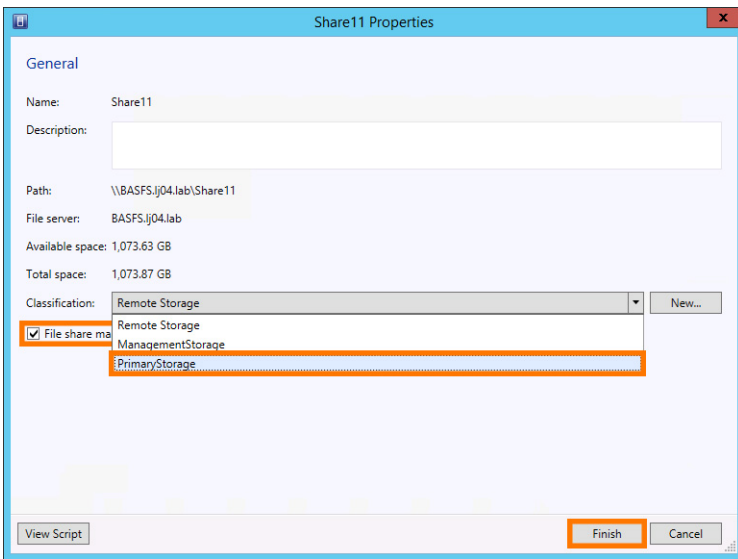 Share11 Properties
x
General
Name: Share11
Description:
Path: \\BASFS.lj04.lab\Share11
File server: BASFS.lj04.lab
Available space: 1,073.63 GB
Total space: 1,073.87 GB
Classification: Remote Storage New...
Remote Storage
File share ma
ManagementStorage
PrimaryStorage
View Script Finish Cancel